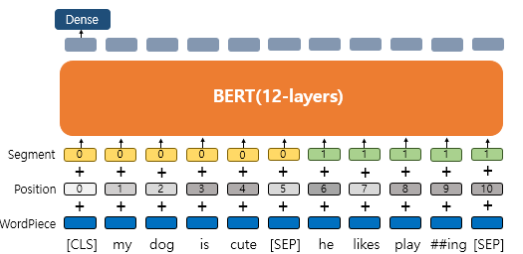 Dense
BERT(12-layers)
Segment 0 0 0 0 0 0 1 1 1 1 1
+ + + + + + + + + + +
Position 0 1 2 3 4 5 6 7 8 9 10
+ + + + + + + + + + +
WordPiece
[CLS] my dog is cute [SEP] he likes play ##ing [SEP]